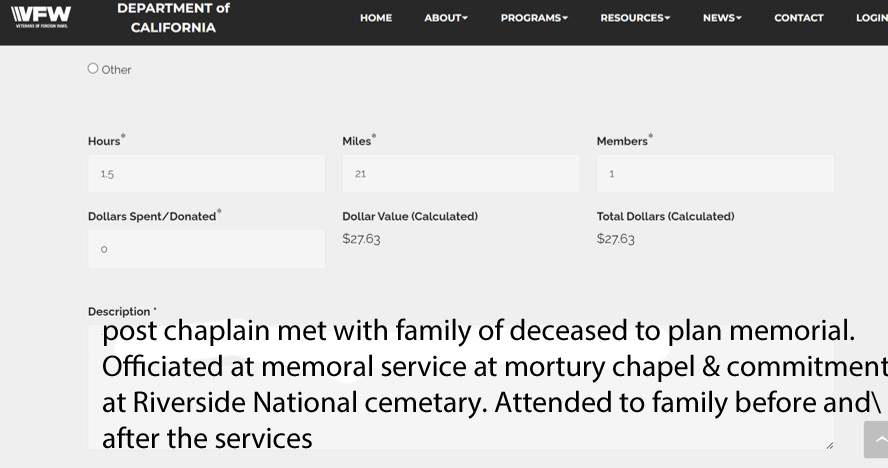 VFW
VETERANS OF FOREIGN WARS.
DEPARTMENT of
CALIFORNIA
HOME ABOUT PROGRAMS RESOURCES NEWS CONTACT LOGIN
Other
Hours* Miles* Members*
1.5 21 1
Dollars Spent/Donated* Dollar Value (Calculated) Total Dollars (Calculated)
$27.63 $27.63
0
Description *
post chaplain met with family of deceased to plan memorial.
Officiated at memoral service at mortury chapel & commitment
at Riverside National cemetary. Attended to family before and\
after the services